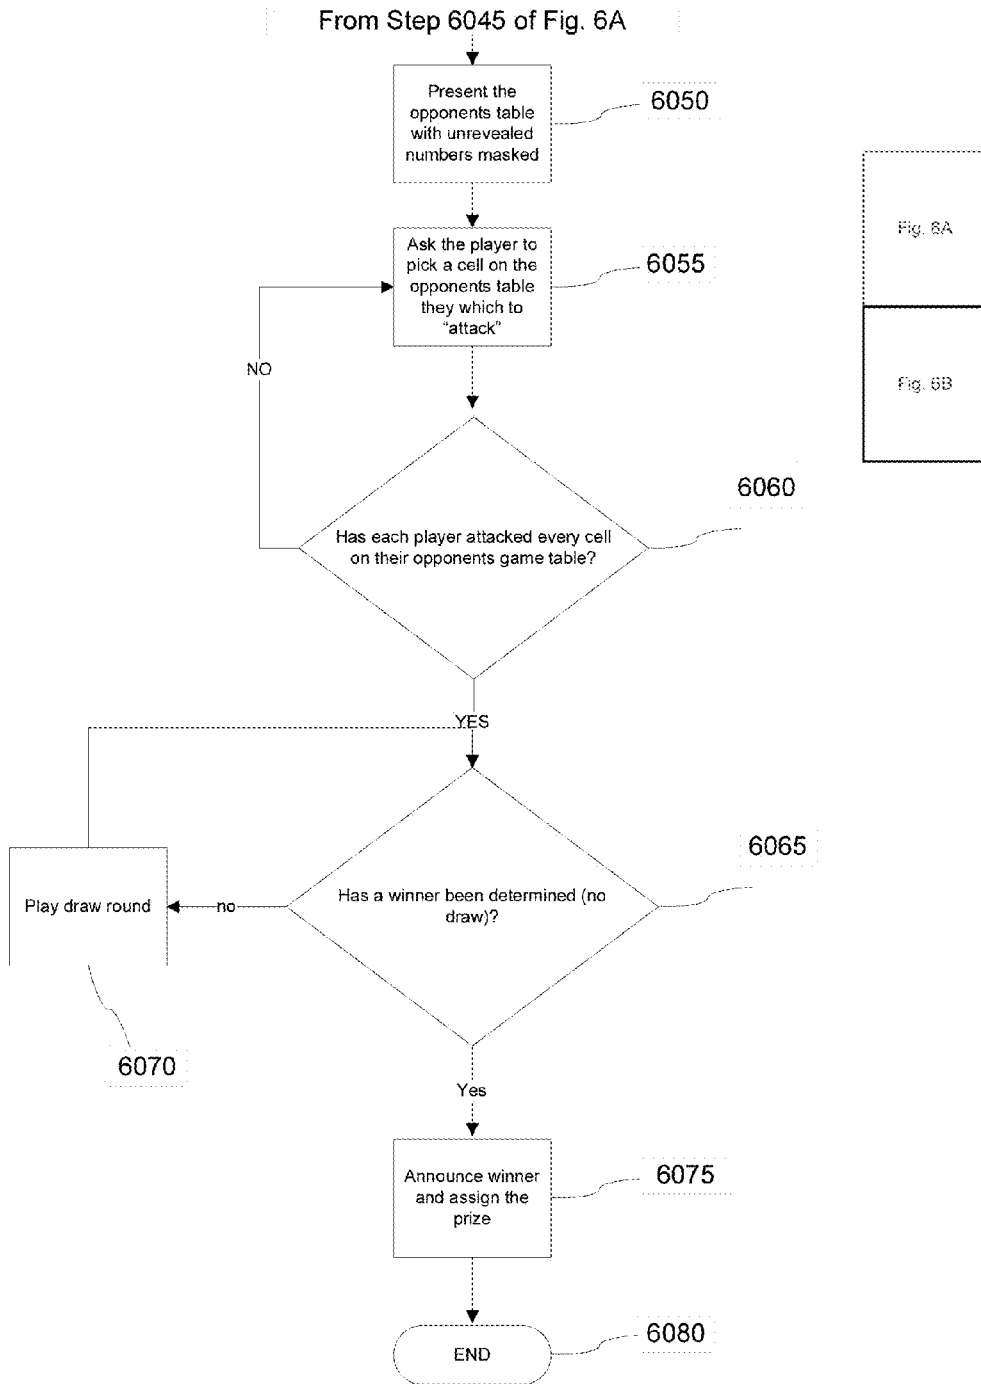 From Step 6045 of Fig. 6A
Present the
opponents table
with unrevealed
numbers masked
6050
Fig. 6A
Ask the player to
pick a cell on the
opponents table
they which to
“attack”
6055
Fig. 6B
NO
6060
Has each player attacked every cell
on their opponents game table?
YES
6065
Has a winner been determined (no
draw)?
no
Play draw round
6070
Yes
Announce winner
and assign the
prize
6075
END
6080